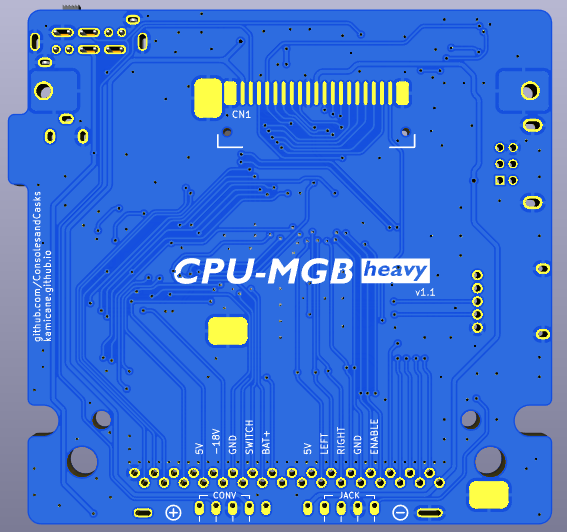 CN1
github.com/ConsolesandCasks
kamicane.github.io
CPU-MGB heavy
v1.1
5V
-18V
GND
SWITCH
BAT+
5V
LEFT
RIGHT
GND
ENABLE
CONV
JACK